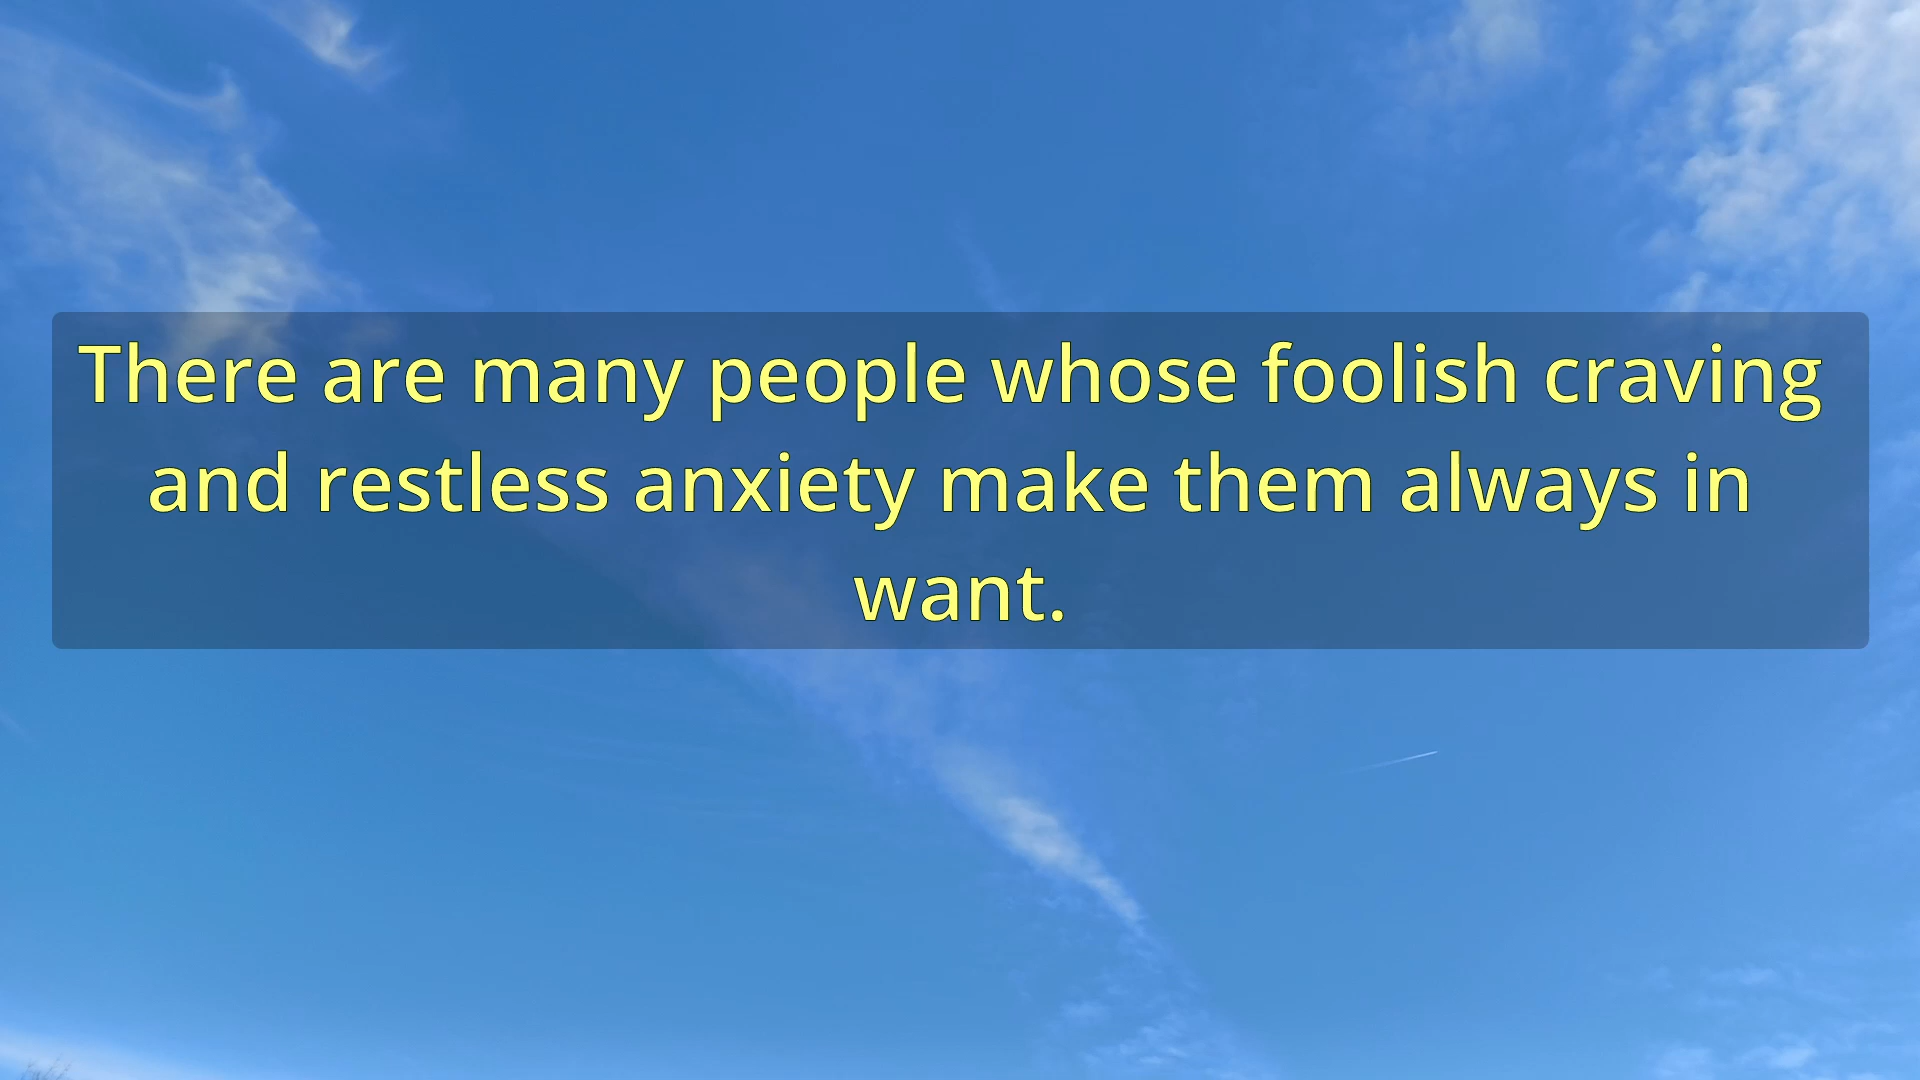 There are many people whose foolish craving
and restless anxiety make them always in
want.